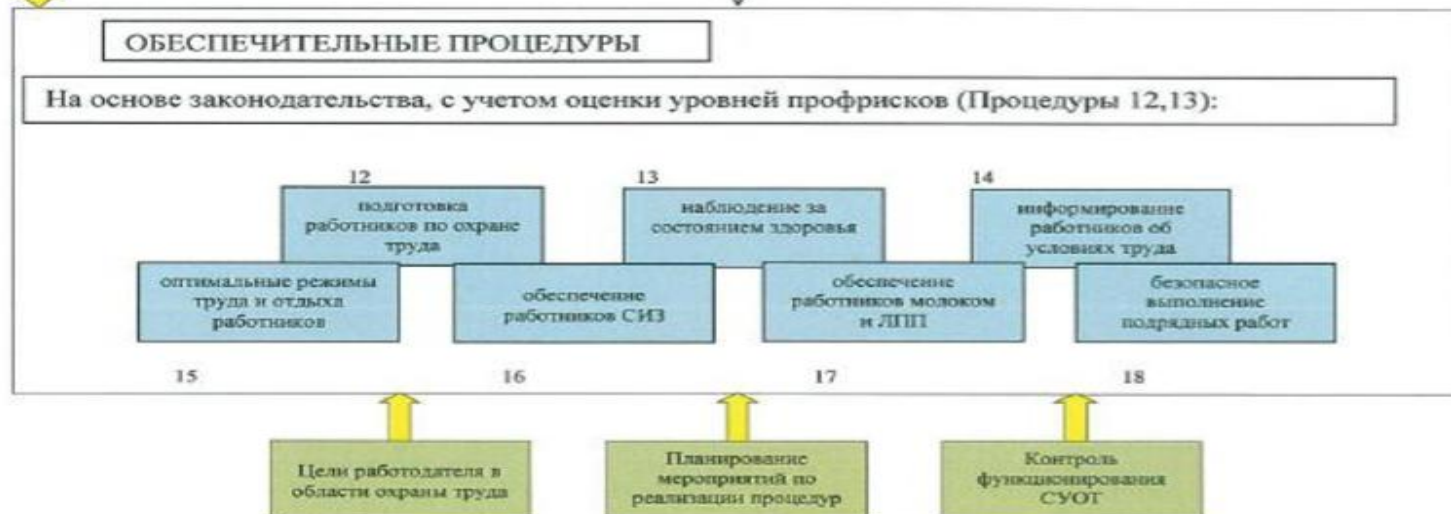 ОБЕСПЕЧИТЕЛЬНЫЕ ПРОЦЕДУРЫ
На основе законодательства, с учетом оценки уровней профрисков (Процедуры 12,13):
12
13
14
подготовка
работников по охране
труда
наблюдение за
состоянием здоровья
информирование
работников об
условиях труда
оптимальные режимы
труда и отдыха
работников
обеспечение
работников СИЗ
обеспечение
работников молоком
и ЛПП
безопасное
выполнение
подрядных работ
15
16
17
18
Цели работодателя в
области охраны труда
Планирование
мероприятий по
реализации процедур
Контроль
функционирования
СУОТ